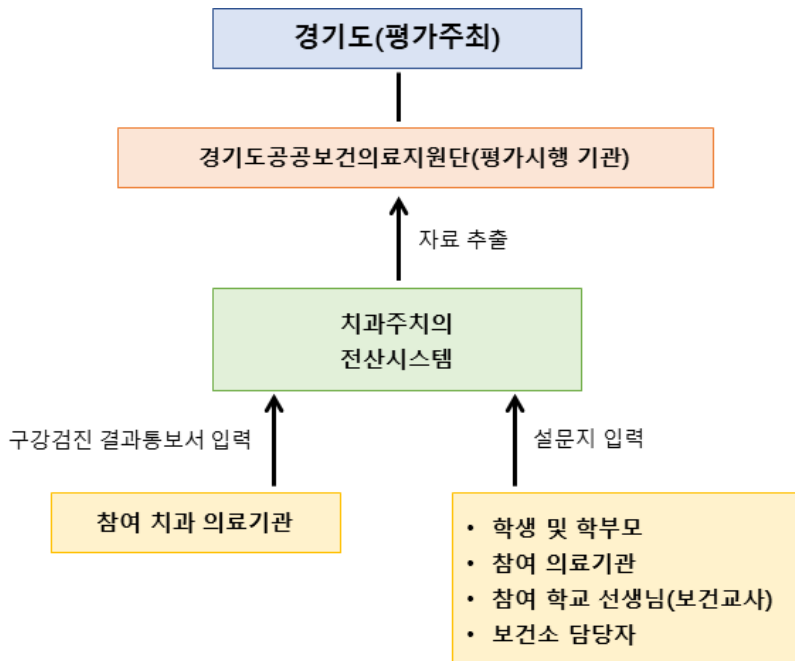 경기도(평가주최)
경기도공공보건의료지원단(평가시행 기관)
자료 추출
치과주치의
전산시스템
구강검진 결과통보서 입력
설문지 입력
참여 치과 의료기관
• 학생 및 학부모
• 참여 의료기관
• 참여 학교 선생님(보건교사)
• 보건소 담당자